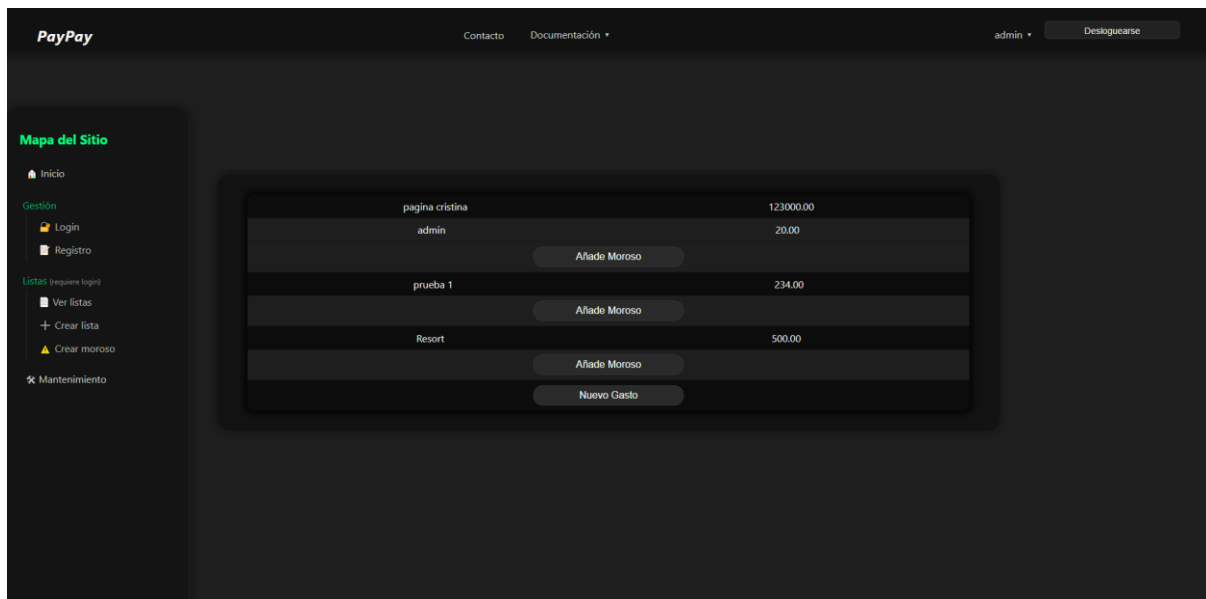 PayPay
Contacto
Documentación ▾
admin ▾
Desloguearse
Mapa del Sitio
Inicio
Gestión
Login
Registro
Listas (requiere login)
Ver listas
Crear lista
Crear moroso
Mantenimiento
pagina cristina 123000.00
admin 20.00
Añade Moroso
prueba 1 234.00
Añade Moroso
Resort 500.00
Añade Moroso
Nuevo Gasto